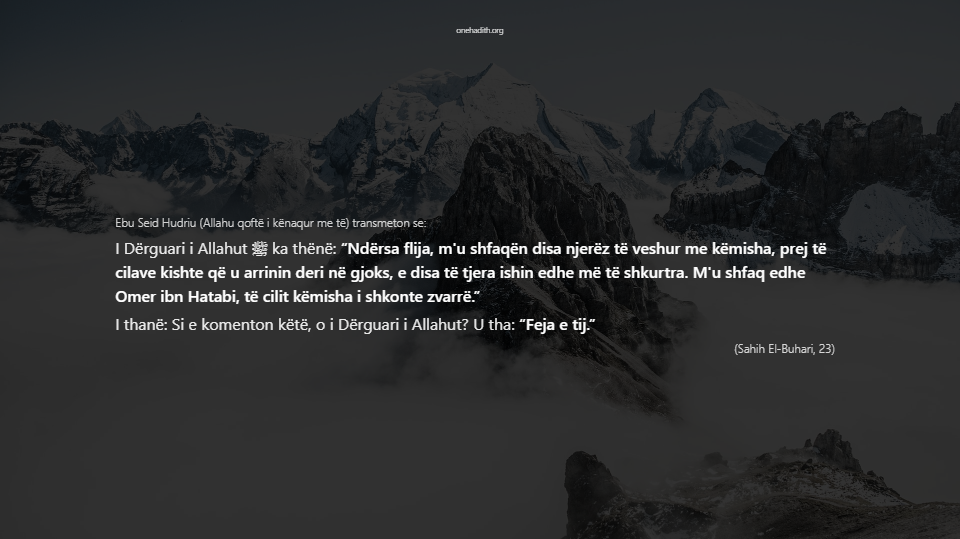 onehadith.org
Ebu Seid Hudriu (Allahu qoftë i kënaqur me të) transmeton se:
I Dërguari i Allahut ﷺ ka thënë: “Ndërsa flija, m'u shfaqën disa njerëz të veshur me këmisha, prej të
cilave kishte që u arrinin deri në gjoks, e disa të tjera ishin edhe më të shkurtra. M'u shfaq edhe
Omer ibn Hatabi, të cilit këmisha i shkonte zvarrë.”
I thanë: Si e komenton këtë, o i Dërguari i Allahut? U tha: “Feja e tij.”
(Sahih El-Buhari, 23)